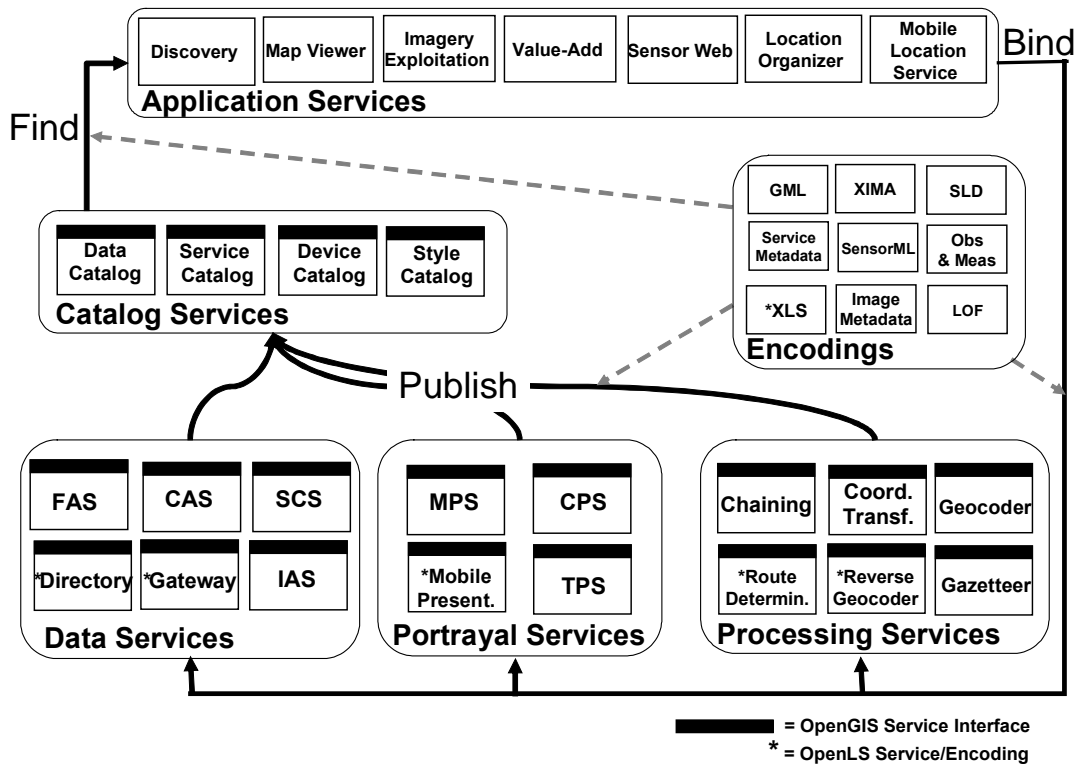 Discovery
Map Viewer
Imagery
Exploitation
Value-Add
Sensor Web
Location
Organizer
Mobile
Location
Service
Application Services
Bind
Find
GML
XIMA
SLD
Service
Metadata
SensorML
Obs
& Meas
*XLS
Image
Metadata
LOF
Encodings
Data
Catalog
Service
Catalog
Device
Catalog
Style
Catalog
Catalog Services
Publish
FAS
CAS
SCS
*Directory
*Gateway
IAS
Data Services
MPS
CPS
*Mobile
Present.
TPS
Portrayal Services
Chaining
Coord.
Transf.
Geocoder
*Route
Determin.
*Reverse
Geocoder
Gazetteer
Processing Services
= OpenGIS Service Interface
* = OpenLS Service/Encoding